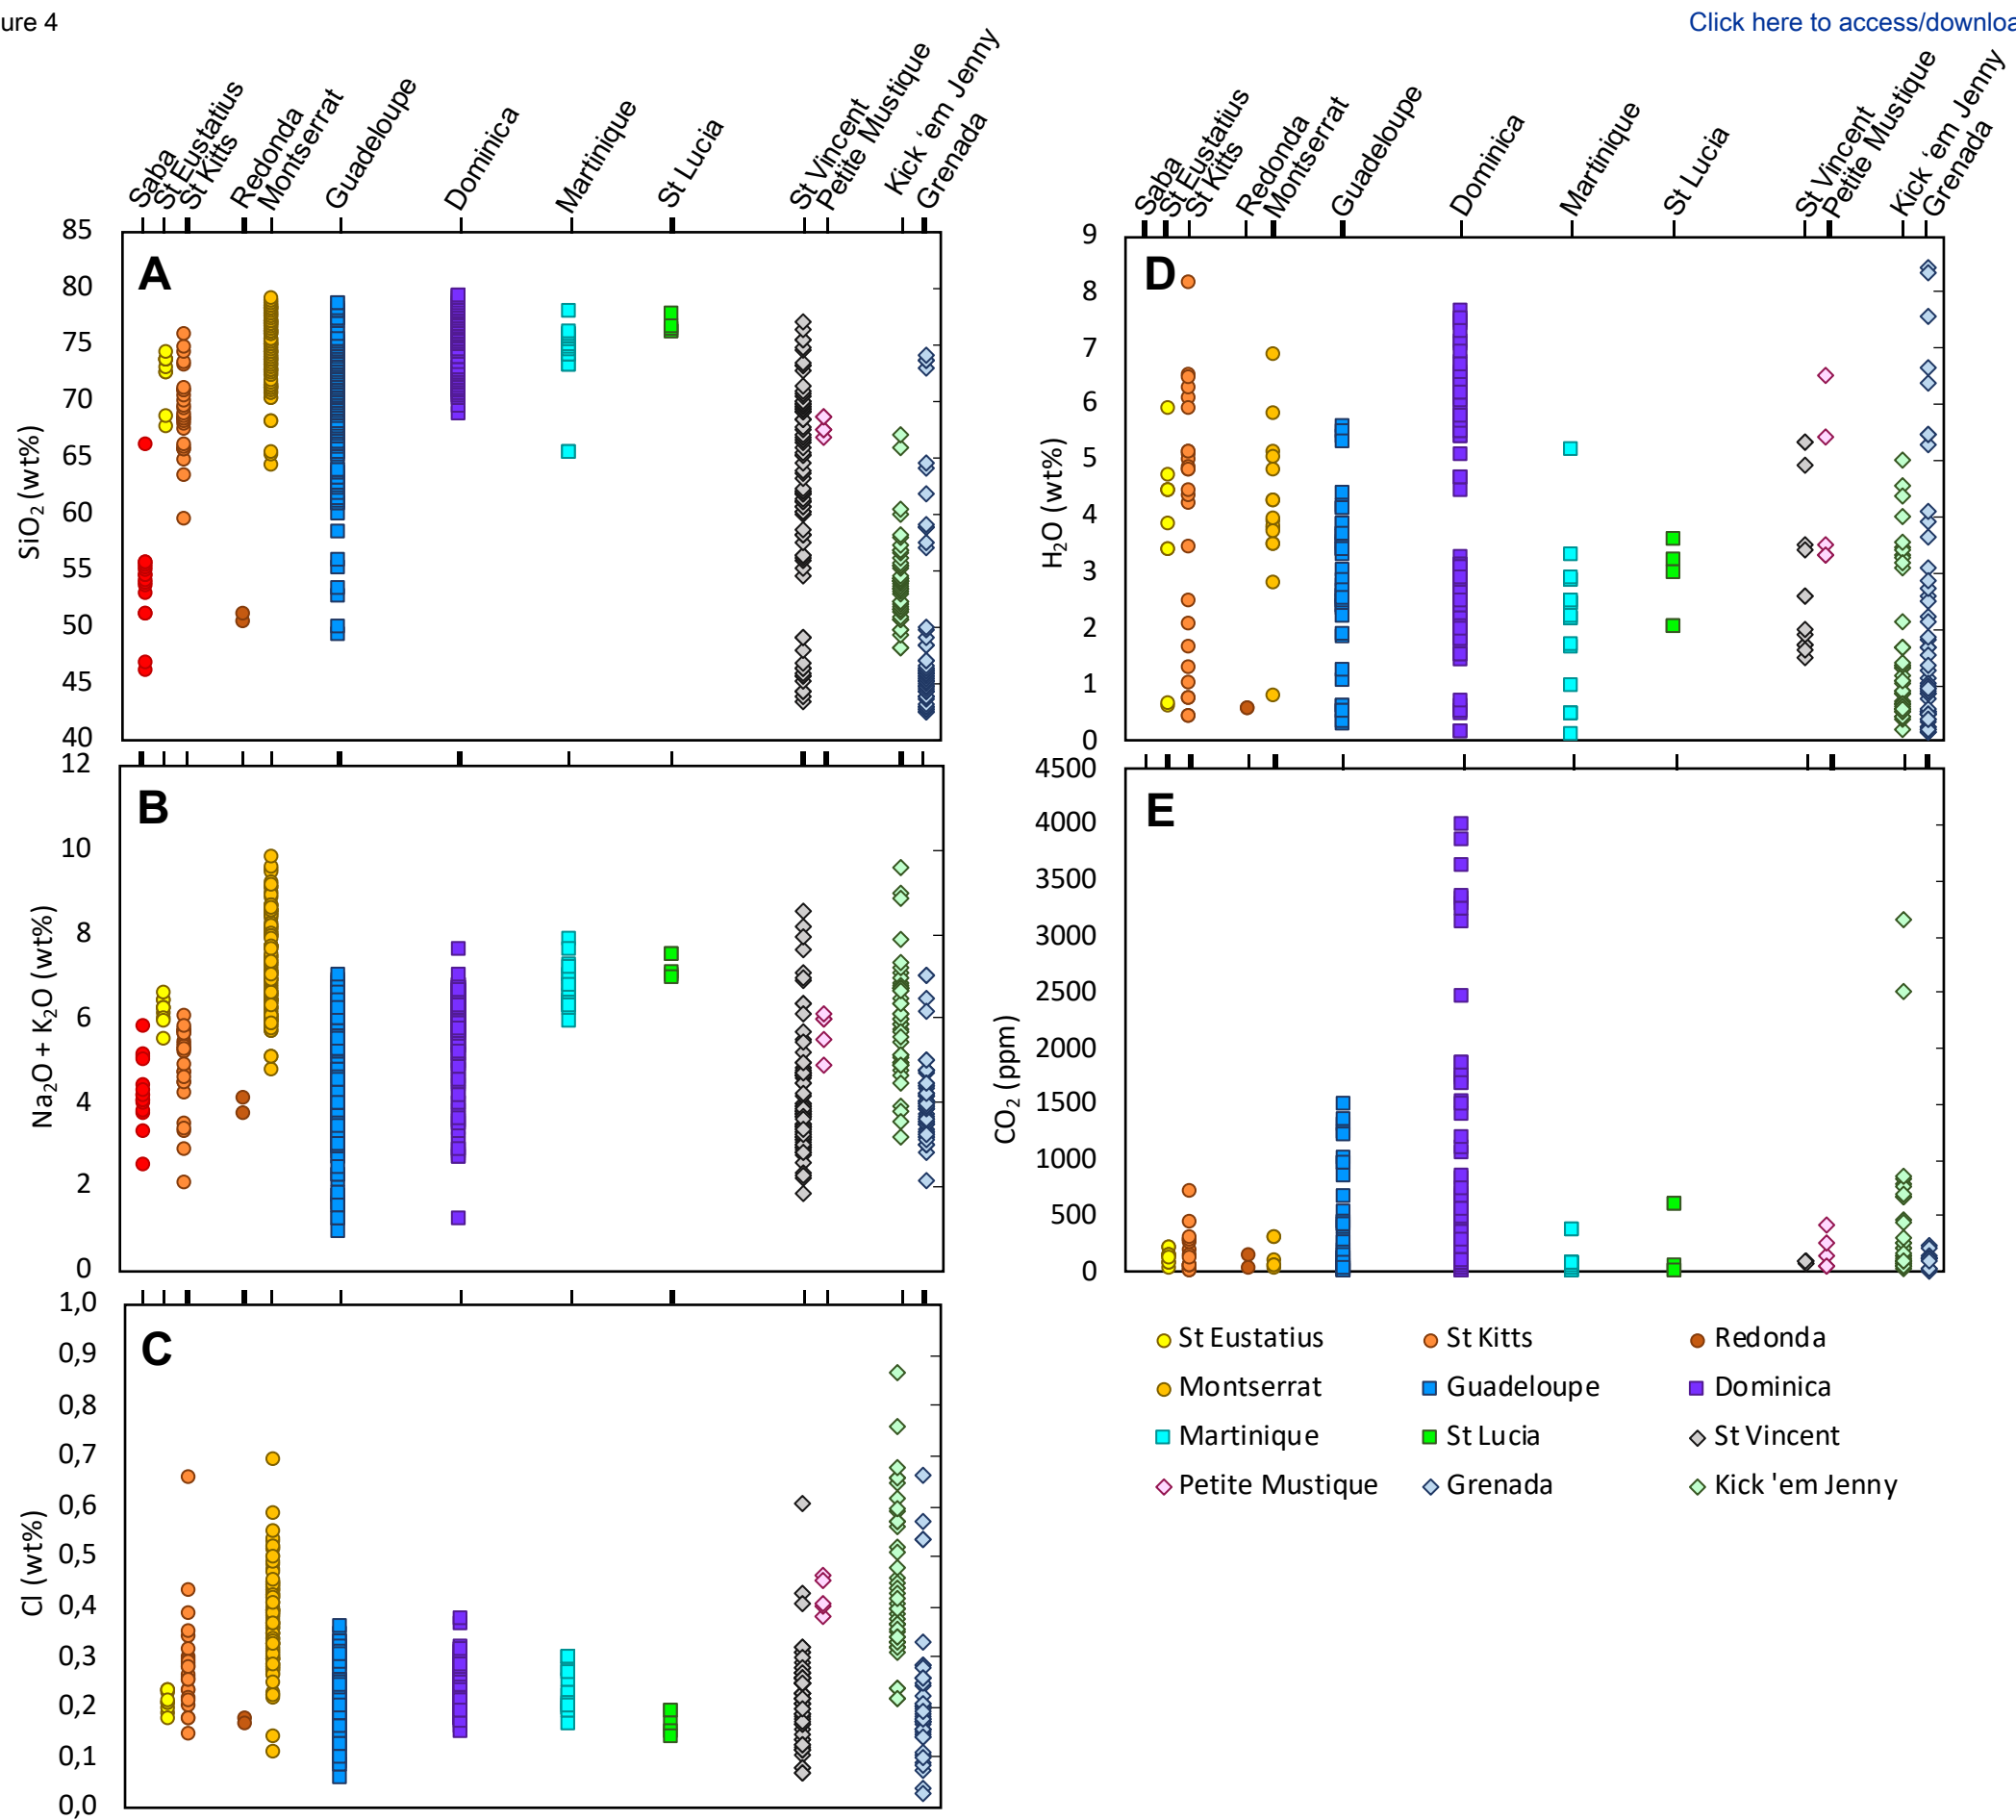 ure 4
Click here to access/downloa
Saba
St Eustatius
St Kitts
Redonda
Montserrat
Guadeloupe
Dominica
Martinique
St Lucia
St Vincent
Petite Mustique
Kick ‘em Jenny
Grenada
A
SiO2 (wt%)
85
80
75
70
65
60
55
50
45
40
B
Na2O + K2O (wt%)
12
10
8
6
4
2
0
C
Cl (wt%)
1,0
0,9
0,8
0,7
0,6
0,5
0,4
0,3
0,2
0,1
0,0
Saba
St Eustatius
St Kitts
Redonda
Montserrat
Guadeloupe
Dominica
Martinique
St Lucia
St Vincent
Petite Mustique
Kick ‘em Jenny
Grenada
D
H2O (wt%)
9
8
7
6
5
4
3
2
1
0
E
CO2 (ppm)
4500
4000
3500
3000
2500
2000
1500
1000
500
0
St Eustatius St Kitts Redonda
Montserrat Guadeloupe Dominica
Martinique St Lucia St Vincent
Petite Mustique Grenada Kick 'em Jenny